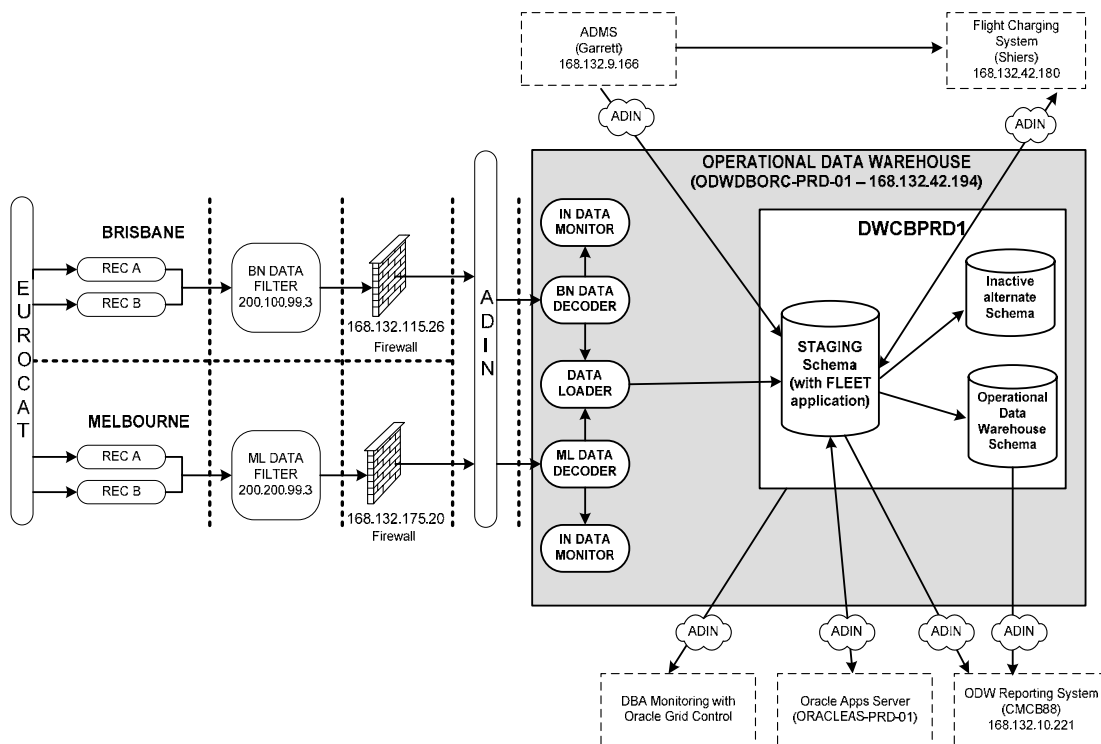 ADMS
(Garrett)
168.132.9.166
Flight Charging
System
(Shiers)
168.132.42.180
ADIN
ADIN
OPERATIONAL DATA WAREHOUSE
(ODWDBORC-PRD-01 – 168.132.42.194)
EUROCAT
BRISBANE
REC A
REC B
BN DATA
FILTER
200.100.99.3
168.132.115.26
Firewall
MELBOURNE
REC A
REC B
ML DATA
FILTER
200.200.99.3
168.132.175.20
Firewall
ADIN
IN DATA
MONITOR
BN DATA
DECODER
DATA
LOADER
ML DATA
DECODER
IN DATA
MONITOR
DWCBPRD1
STAGING
Schema
(with FLEET
application)
Inactive
alternate
Schema
Operational
Data
Warehouse
Schema
ADIN
ADIN
ADIN
ADIN
DBA Monitoring with
Oracle Grid Control
Oracle Apps Server
(ORACLEAS-PRD-01)
ODW Reporting System
(CMCB88)
168.132.10.221